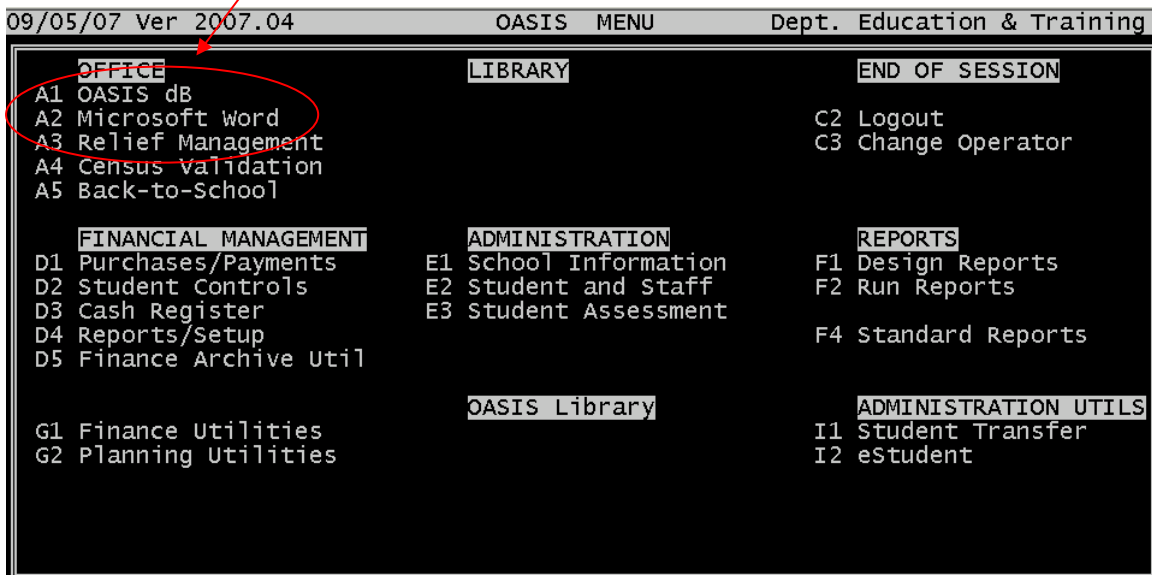 09/05/07 Ver 2007.04 OASIS MENU Dept. Education & Training
OFFICE LIBRARY END OF SESSION
A1 OASIS dB
A2 Microsoft Word C2 Logout
A3 Relief Management C3 Change Operator
A4 Census Validation
A5 Back-to-School
FINANCIAL MANAGEMENT ADMINISTRATION REPORTS
D1 Purchases/Payments E1 School Information F1 Design Reports
D2 Student Controls E2 Student and Staff F2 Run Reports
D3 Cash Register E3 Student Assessment
D4 Reports/Setup F4 Standard Reports
D5 Finance Archive Util
OASIS Library ADMINISTRATION UTILS
G1 Finance Utilities I1 Student Transfer
G2 Planning Utilities I2 eStudent